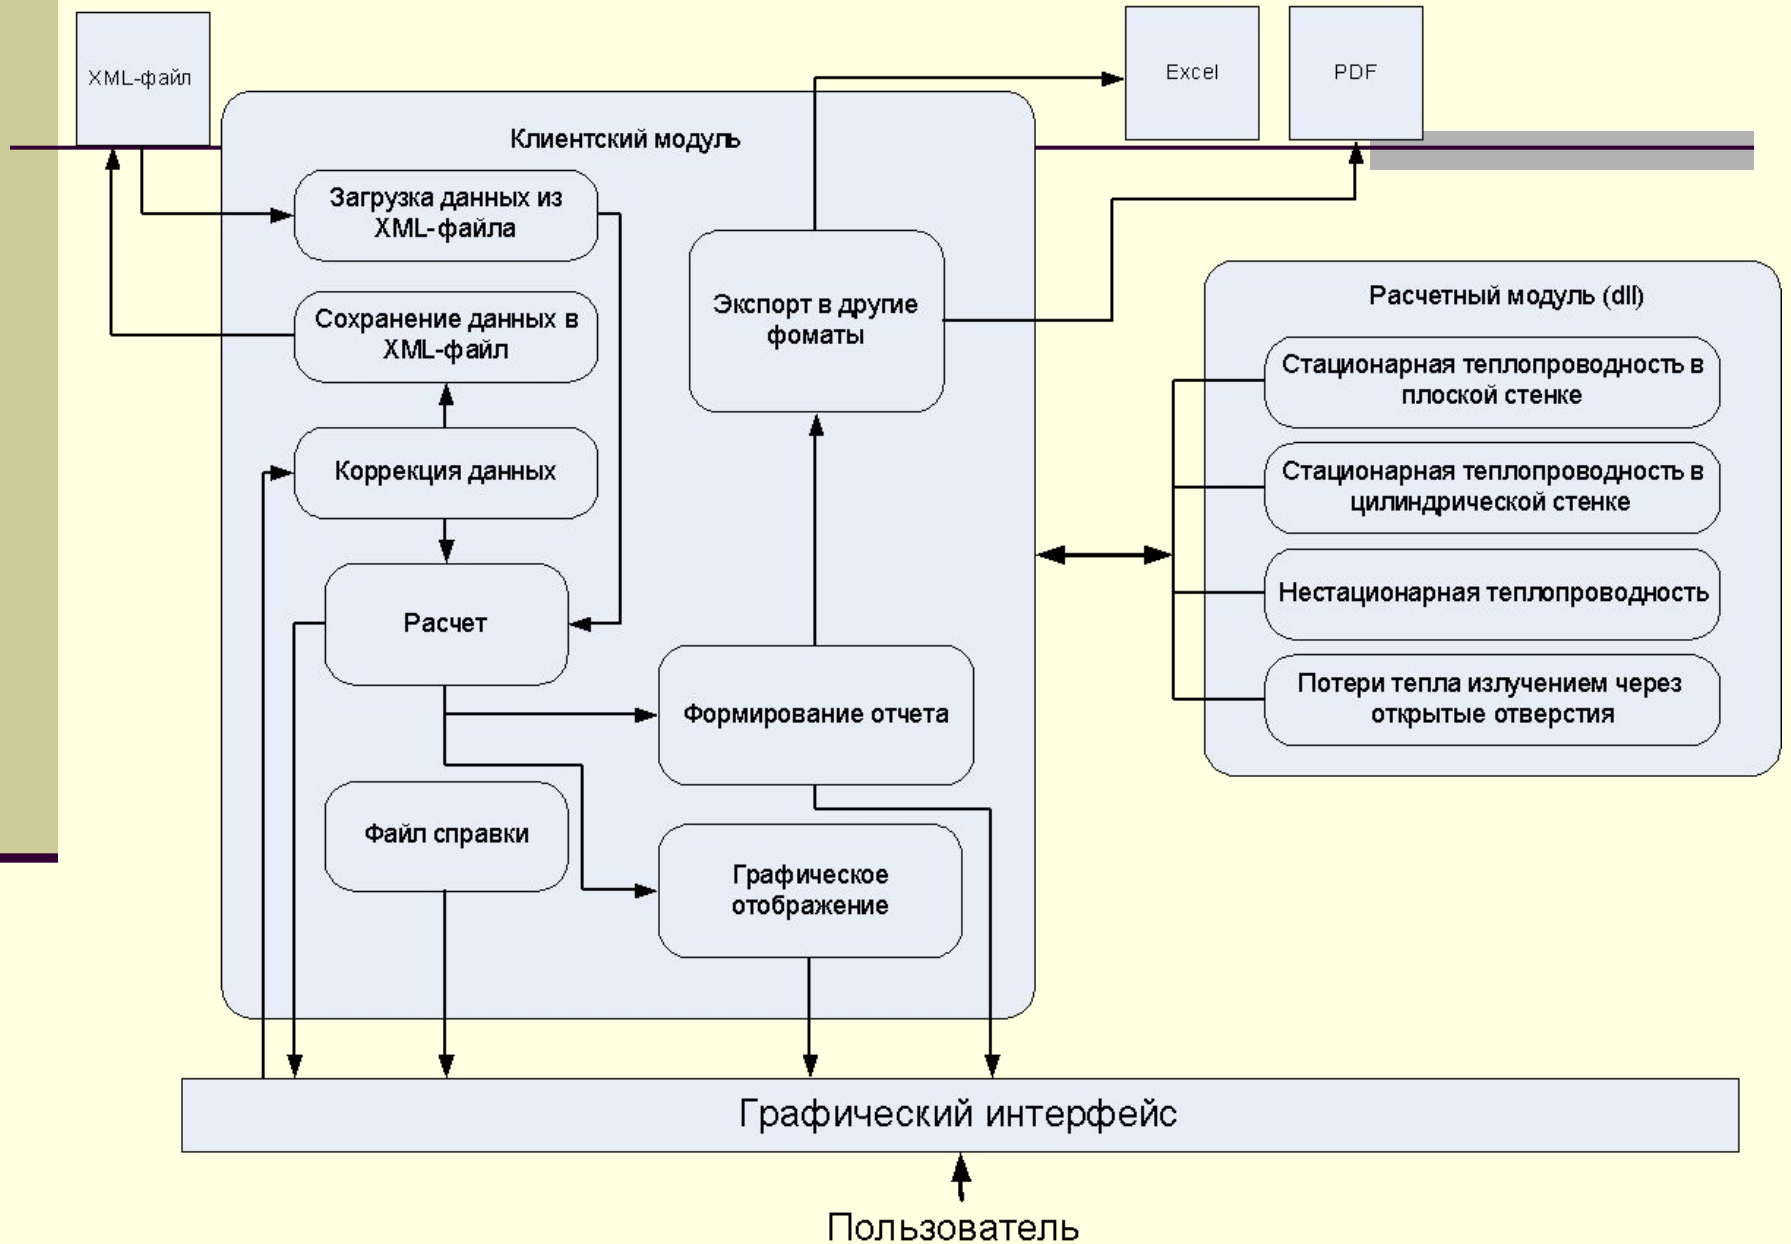 XML-файл
Excel
PDF
Клиентский модуль
Загрузка данных из
XML-файла
Сохранение данных в
XML-файл
Коррекция данных
Расчет
Файл справки
Экспорт в другие
фоматы
Формирование отчета
Графическое
отображение
Расчетный модуль (dll)
Стационарная теплопроводность в
плоской стенке
Стационарная теплопроводность в
цилиндрической стенке
Нестационарная теплопроводность
Потери тепла излучением через
открытые отверстия
Графический интерфейс
Пользователь